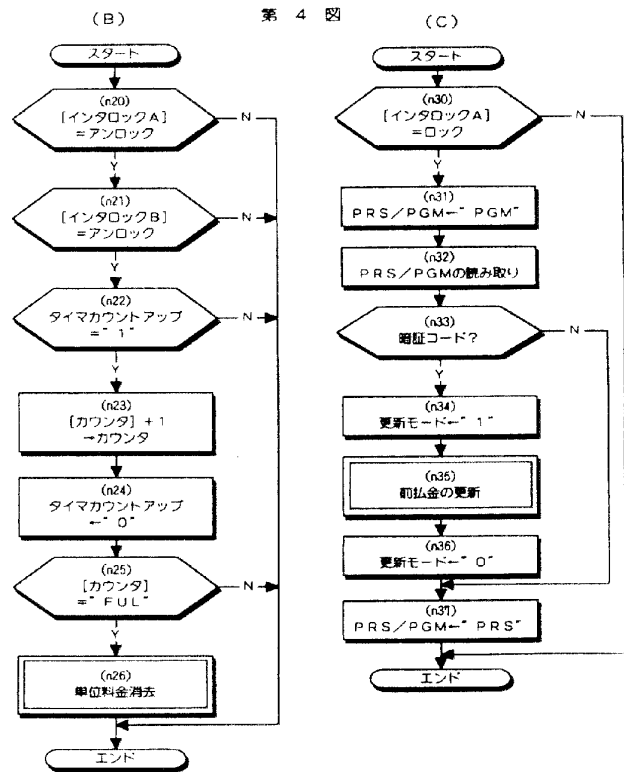 第 4 図
(B)
スタート
(n20)
[インタロックA]
=アンロック
N
Y
(n21)
[インタロックB]
=アンロック
N
Y
(n22)
タイマカウントアップ
="1"
N
Y
(n23)
[カウンタ]+1
→カウンタ
(n24)
タイマカウントアップ
←"0"
(n25)
[カウンタ]
="FUL"
N
Y
(n26)
単位料金消去
エンド
(C)
スタート
(n30)
[インタロックA]
=ロック
N
Y
(n31)
PRS/PGM←"PGM"
(n32)
PRS/PGMの読み取り
(n33)
暗証コード?
N
Y
(n34)
更新モード←"1"
(n35)
前払金の更新
(n36)
更新モード←"0"
(n37)
PRS/PGM←"PRS"
エンド